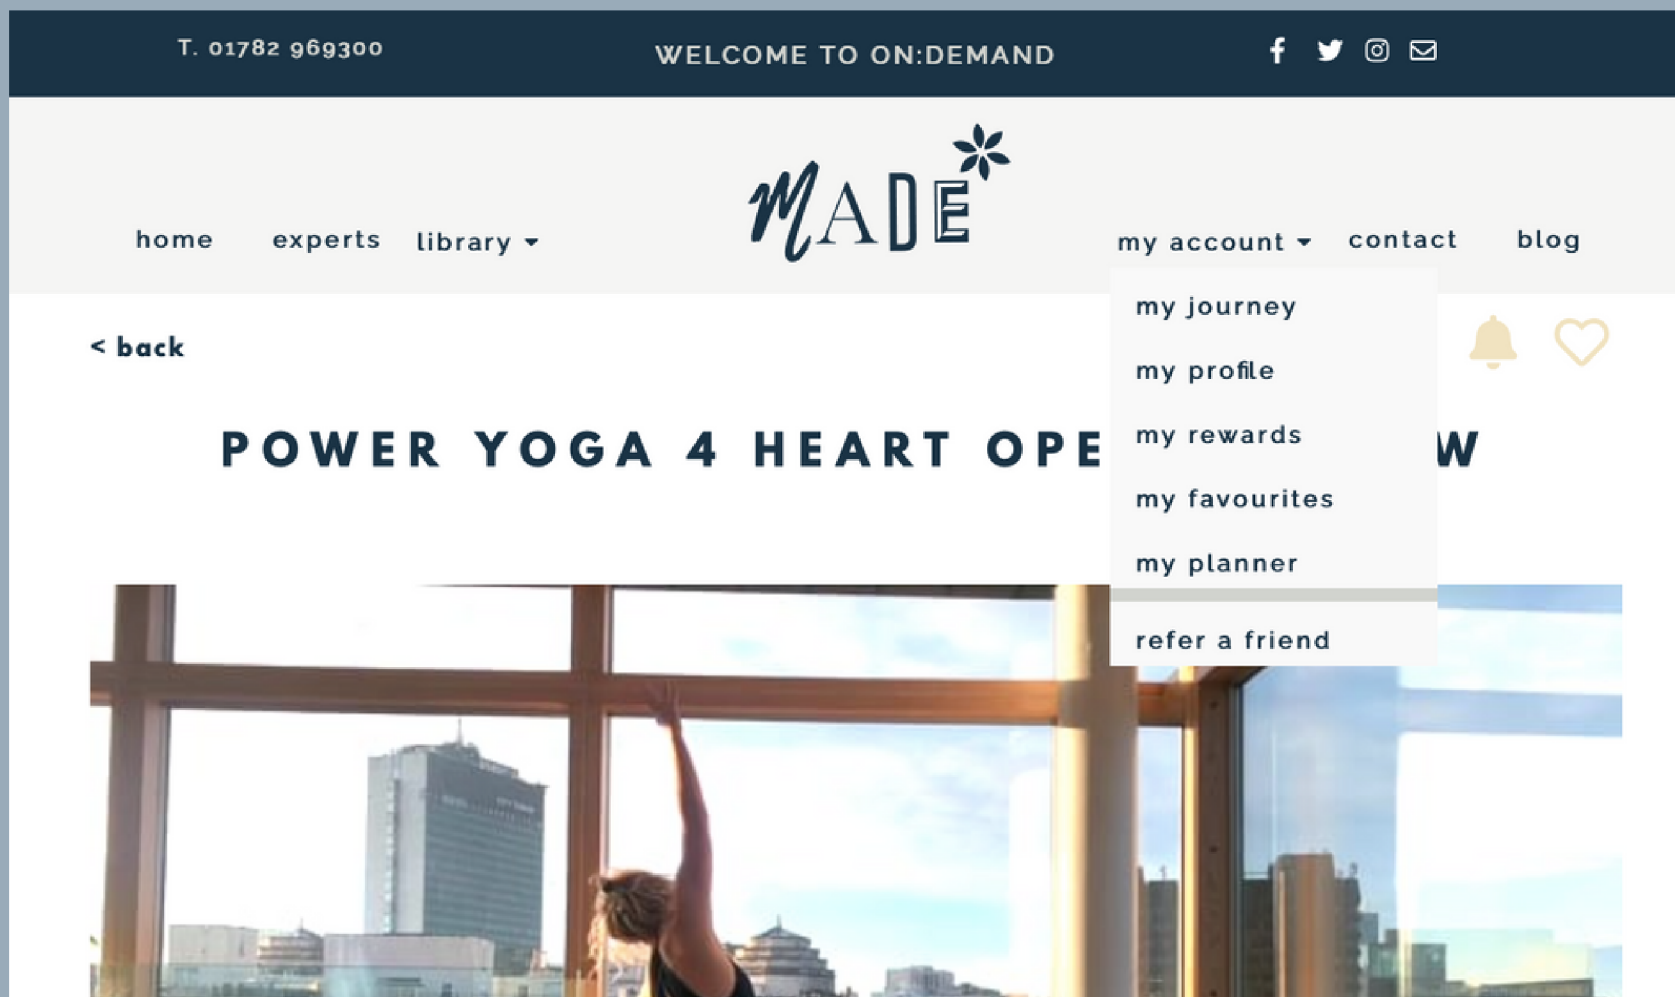 T. 01782 969300
WELCOME TO ON:DEMAND
MADE
home
experts
library
my account
contact
blog
my journey
my profile
my rewards
my favourites
my planner
refer a friend
< back
POWER YOGA 4 HEART